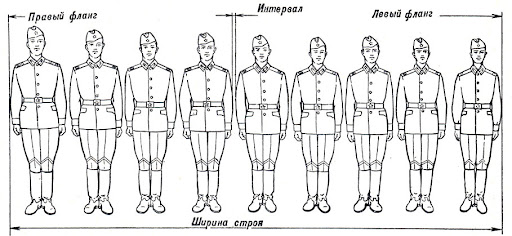 Правый фланг
Интервал
Левый фланг
Ширина строя